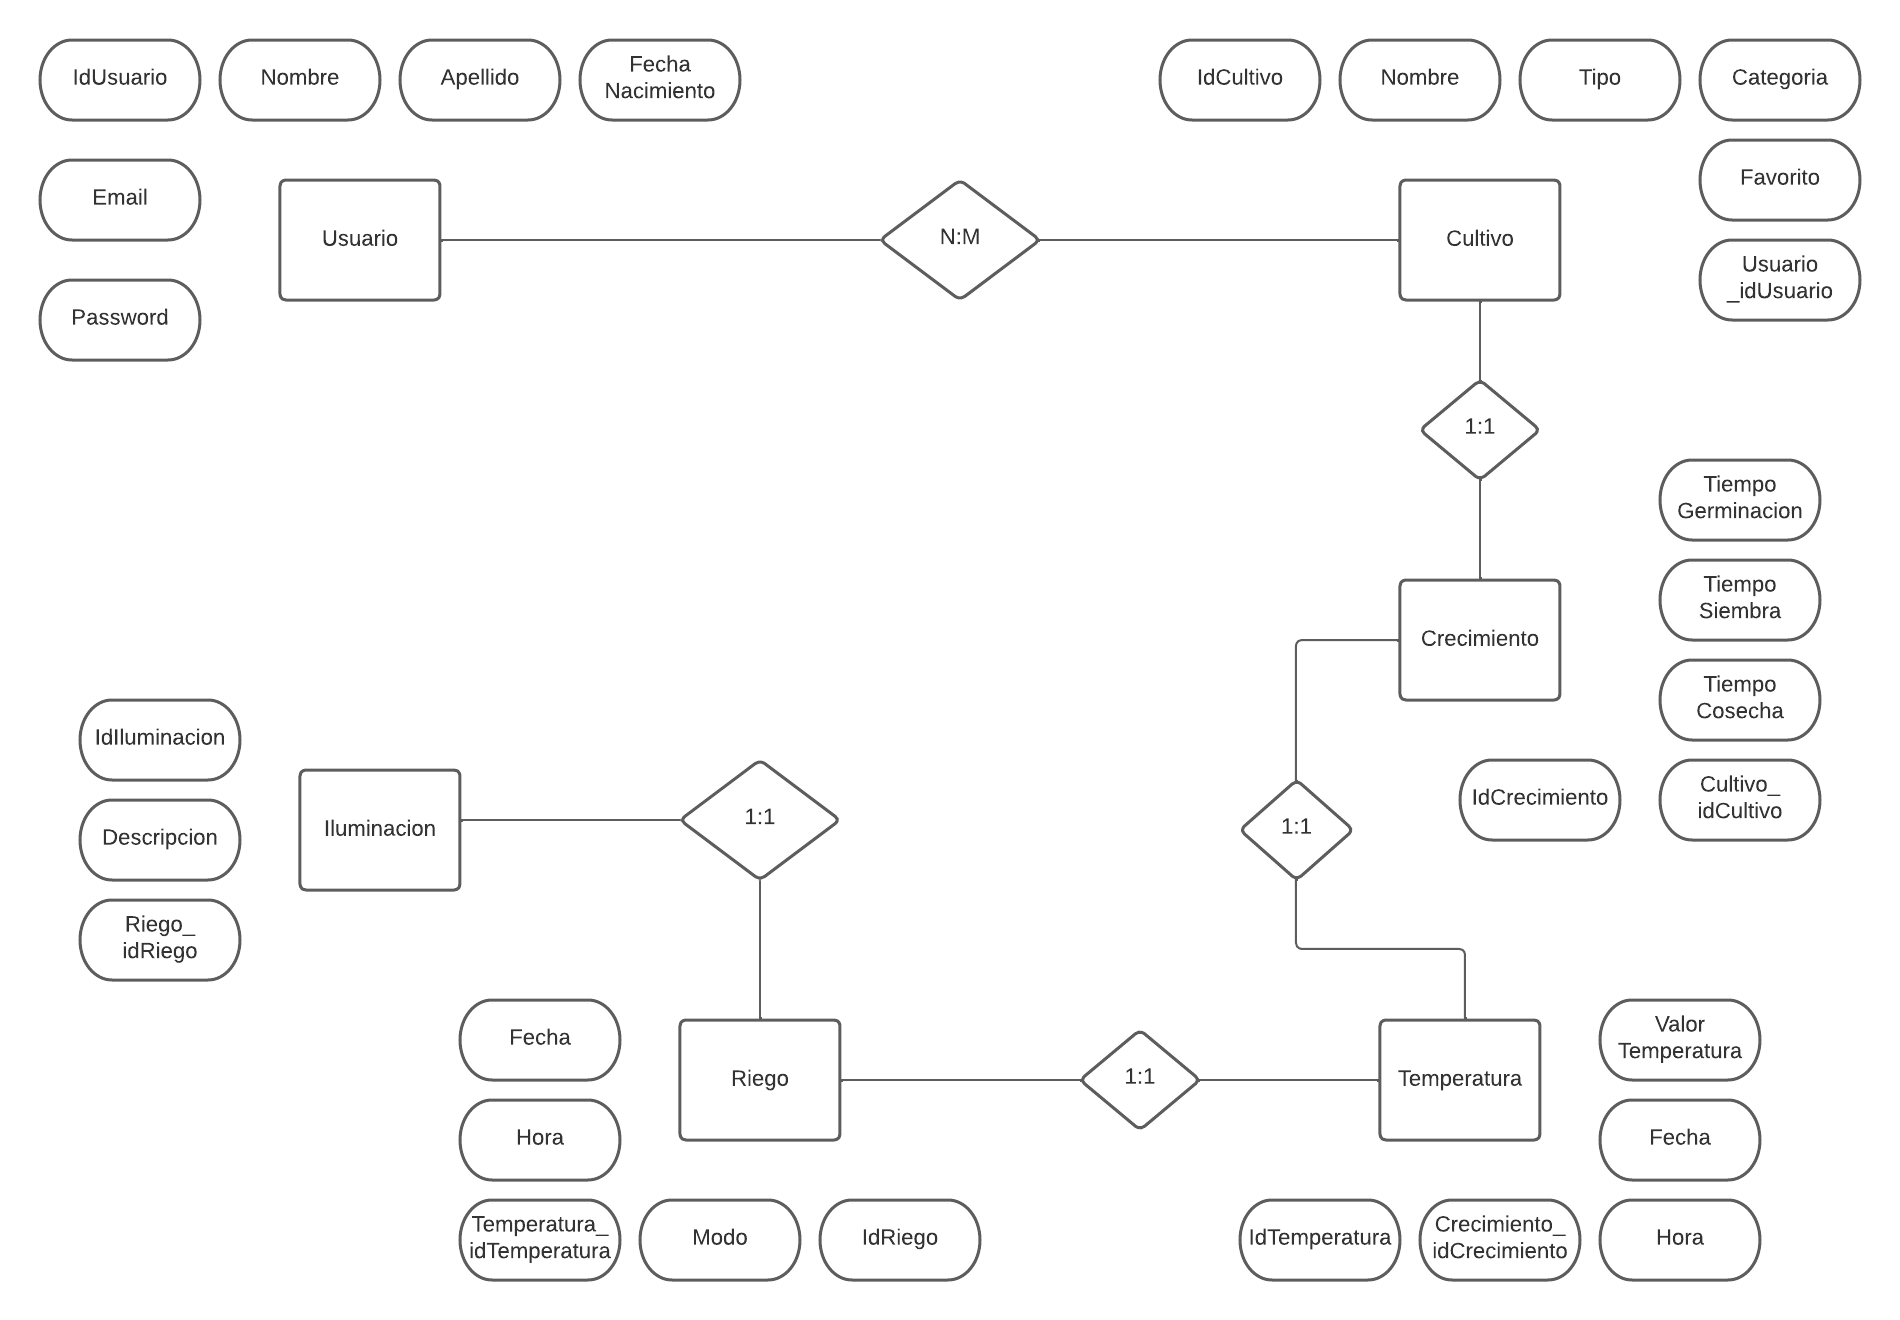 IdUsuario
Nombre
Apellido
Fecha
Nacimiento
IdCultivo
Nombre
Tipo
Categoria
Email
Favorito
Usuario
N:M
Cultivo
Usuario
_idUsuario
Password
1:1
Tiempo
Germinacion
Tiempo
Siembra
Crecimiento
Tiempo
Cosecha
IdIluminacion
IdCrecimiento
Cultivo_
idCultivo
Iluminacion
1:1
1:1
Descripcion
Riego_
idRiego
Fecha
Riego
1:1
Temperatura
Valor
Temperatura
Hora
Fecha
Temperatura_
idTemperatura
Modo
IdRiego
IdTemperatura
Crecimiento_
idCrecimiento
Hora